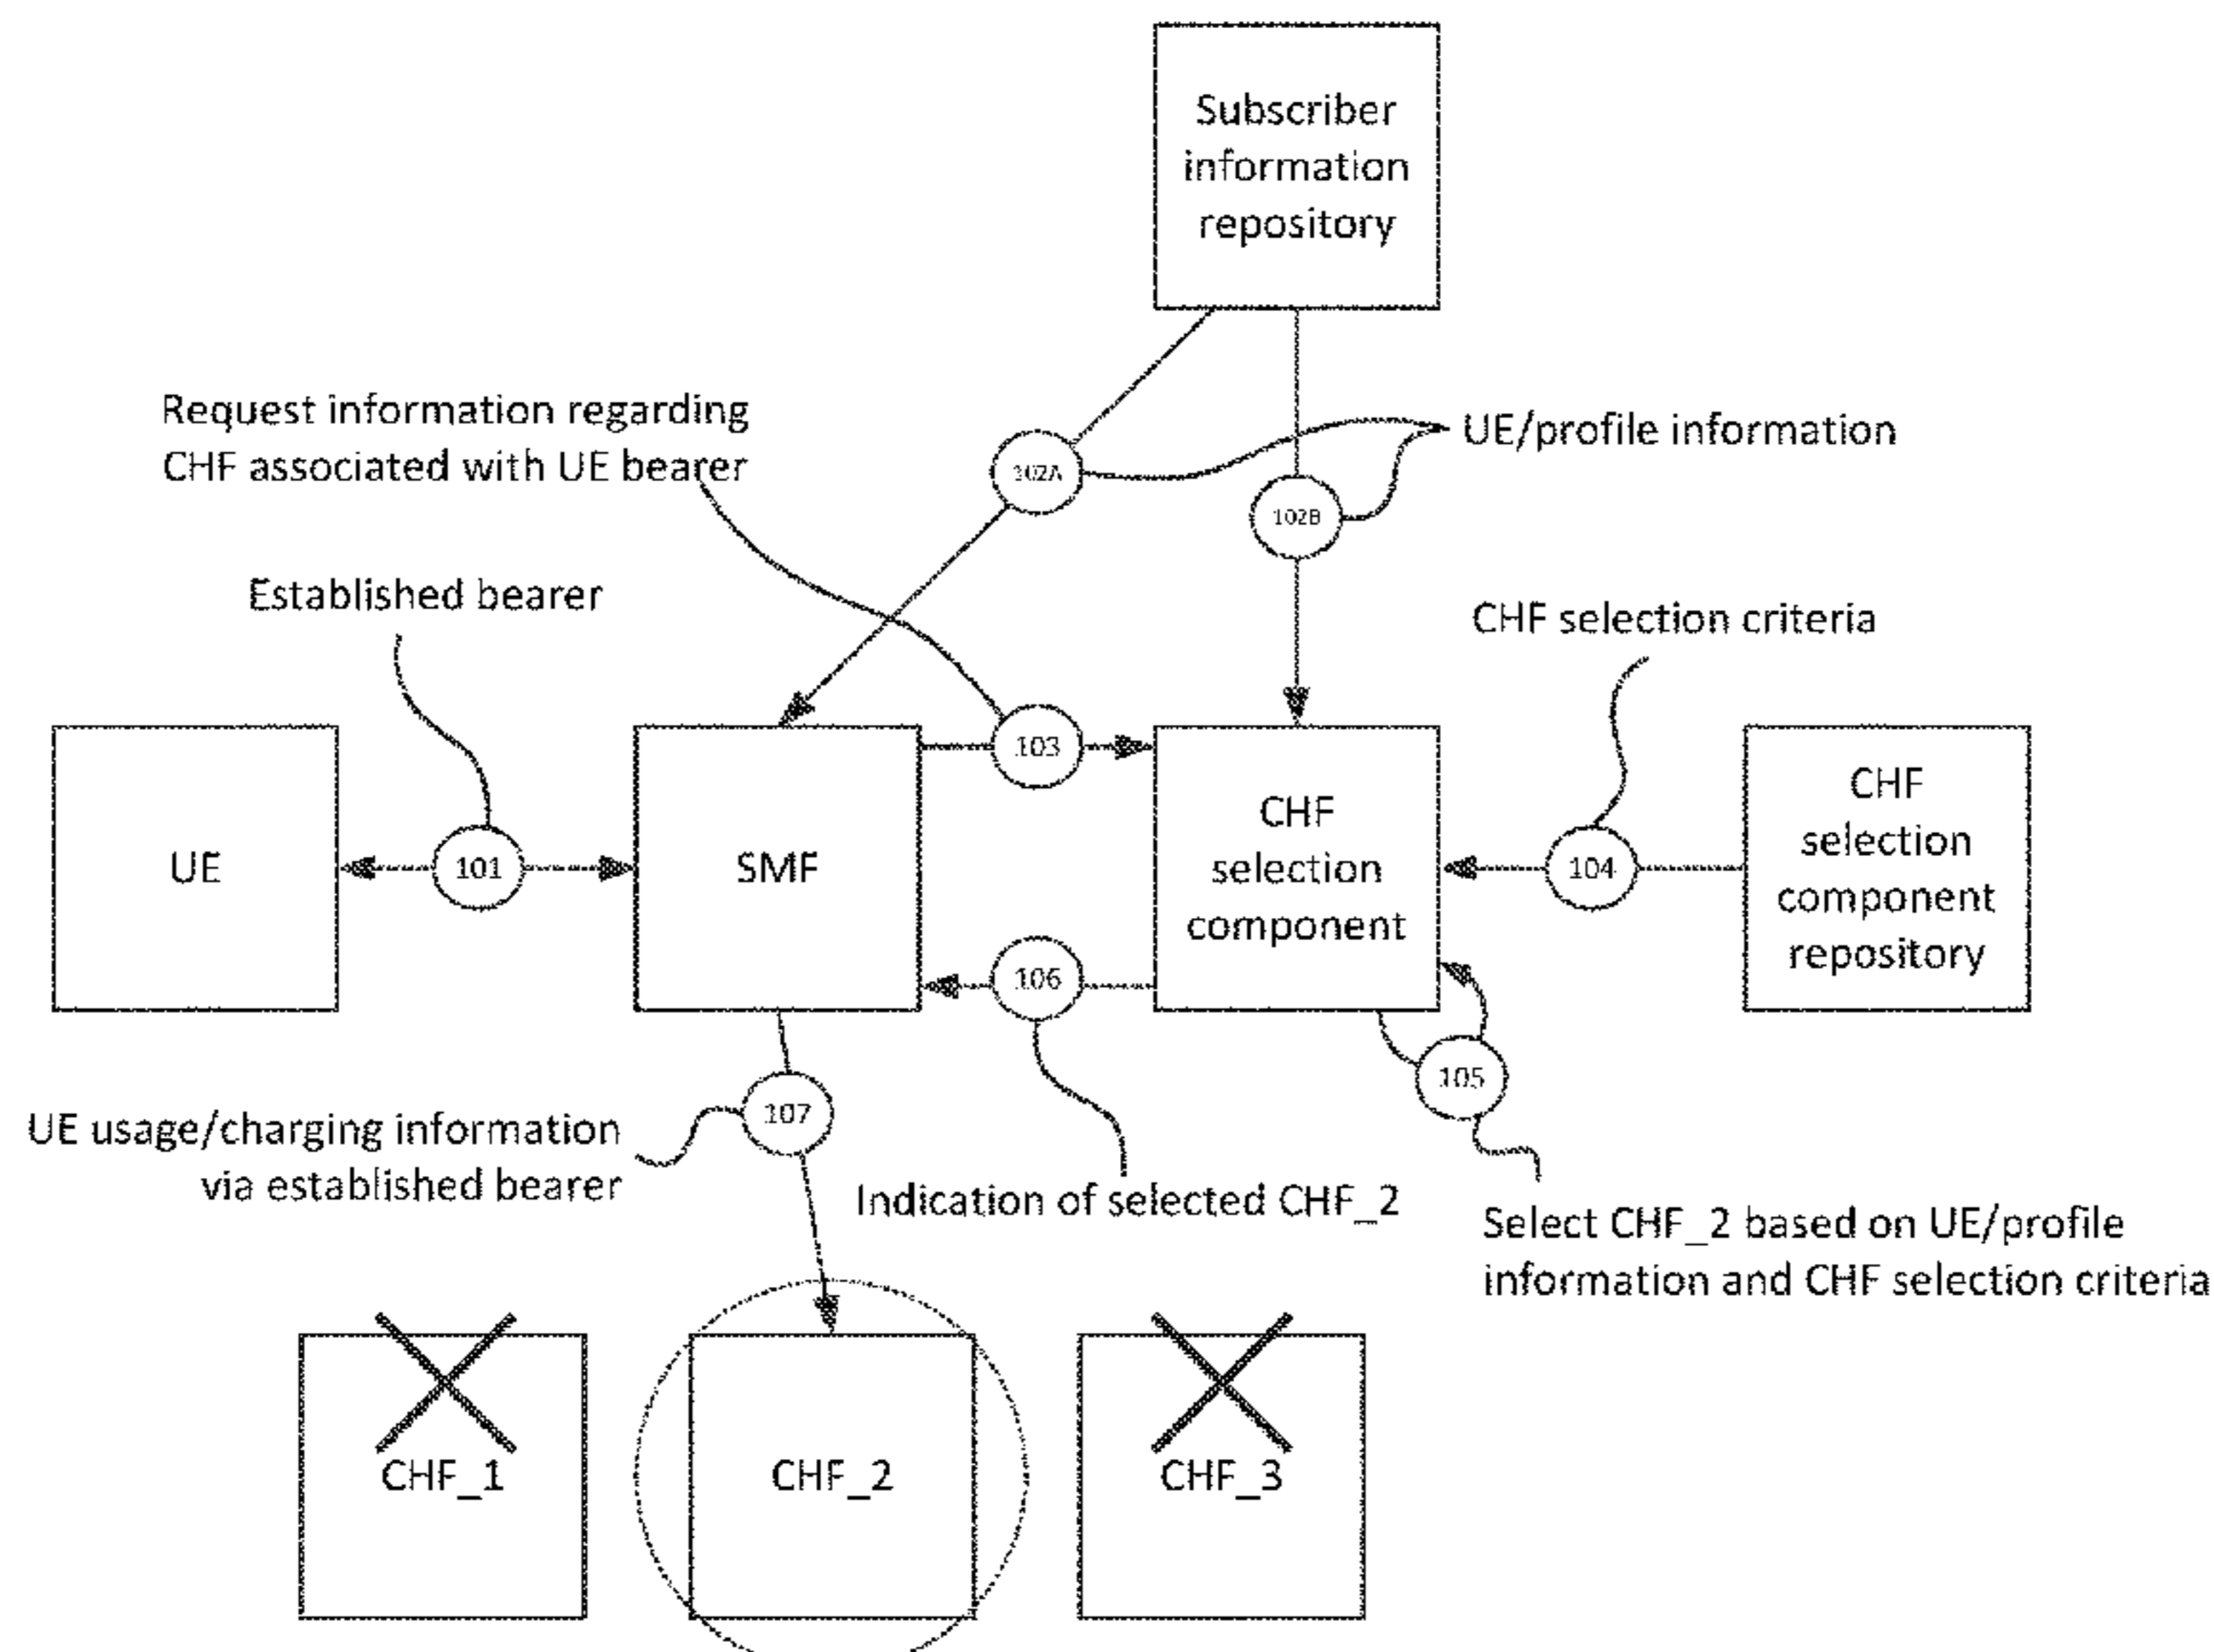 Subscriber
information
repository
Request information regarding
CHF associated with UE bearer
UE/profile information
102A
102B
Established bearer
CHF selection criteria
103
UE
101
SMF
CHF
selection
component
104
CHF
selection
component
repository
106
105
107
UE usage/charging information
via established bearer
Indication of selected CHF_2
Select CHF_2 based on UE/profile
information and CHF selection criteria
CHF_1
CHF_2
CHF_3